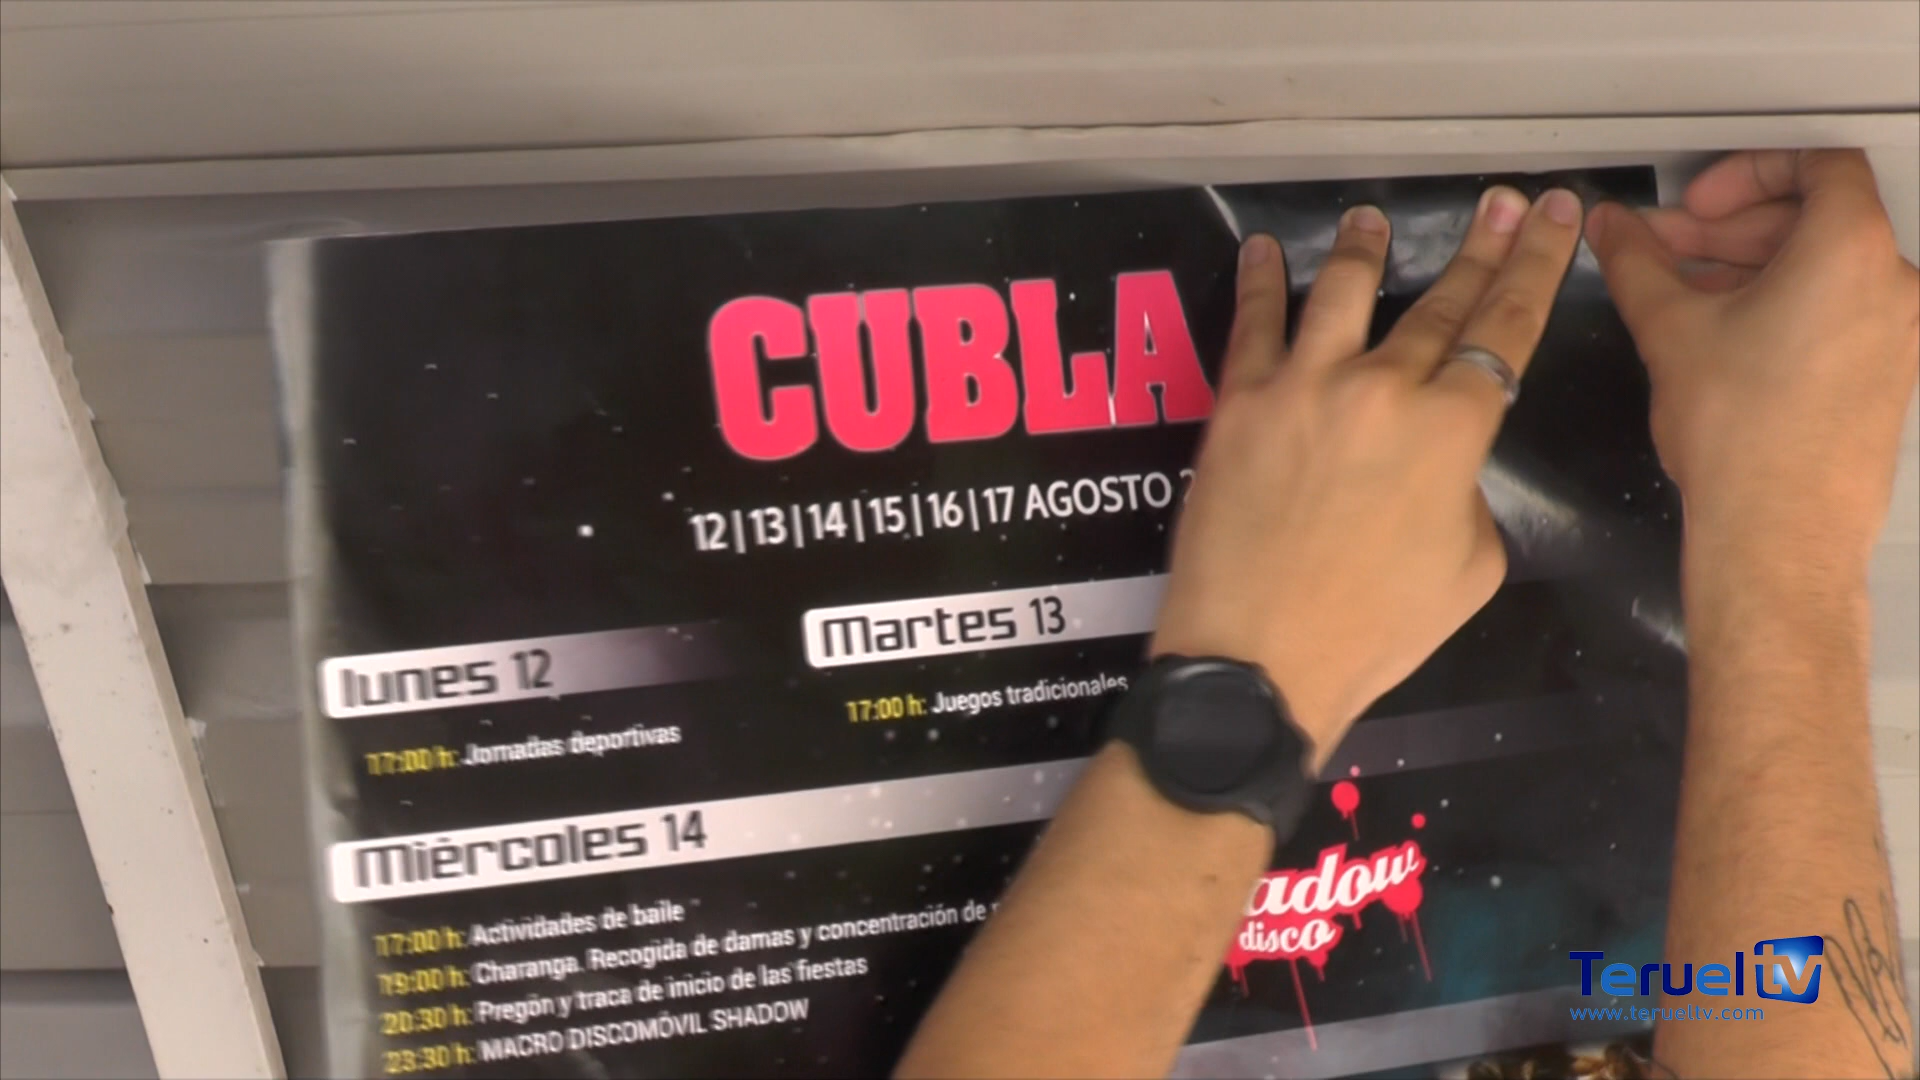 CUBLA
12|13|14|15|16|17 AGOSTO
lunes 12
17:00 h: Jornadas deportivas
martes 13
17:00 h: Juegos tradicionales
miércoles 14
17:00 h: Actividades de baile
19:00 h: Charanga. Recogida de damas y concentración de
20:30 h: Pregón y traca de inicio de las fiestas
23:30 h: MACRO DISCOMÓVIL SHADOW
adow
disco
Teruel tv
www.terueltv.com